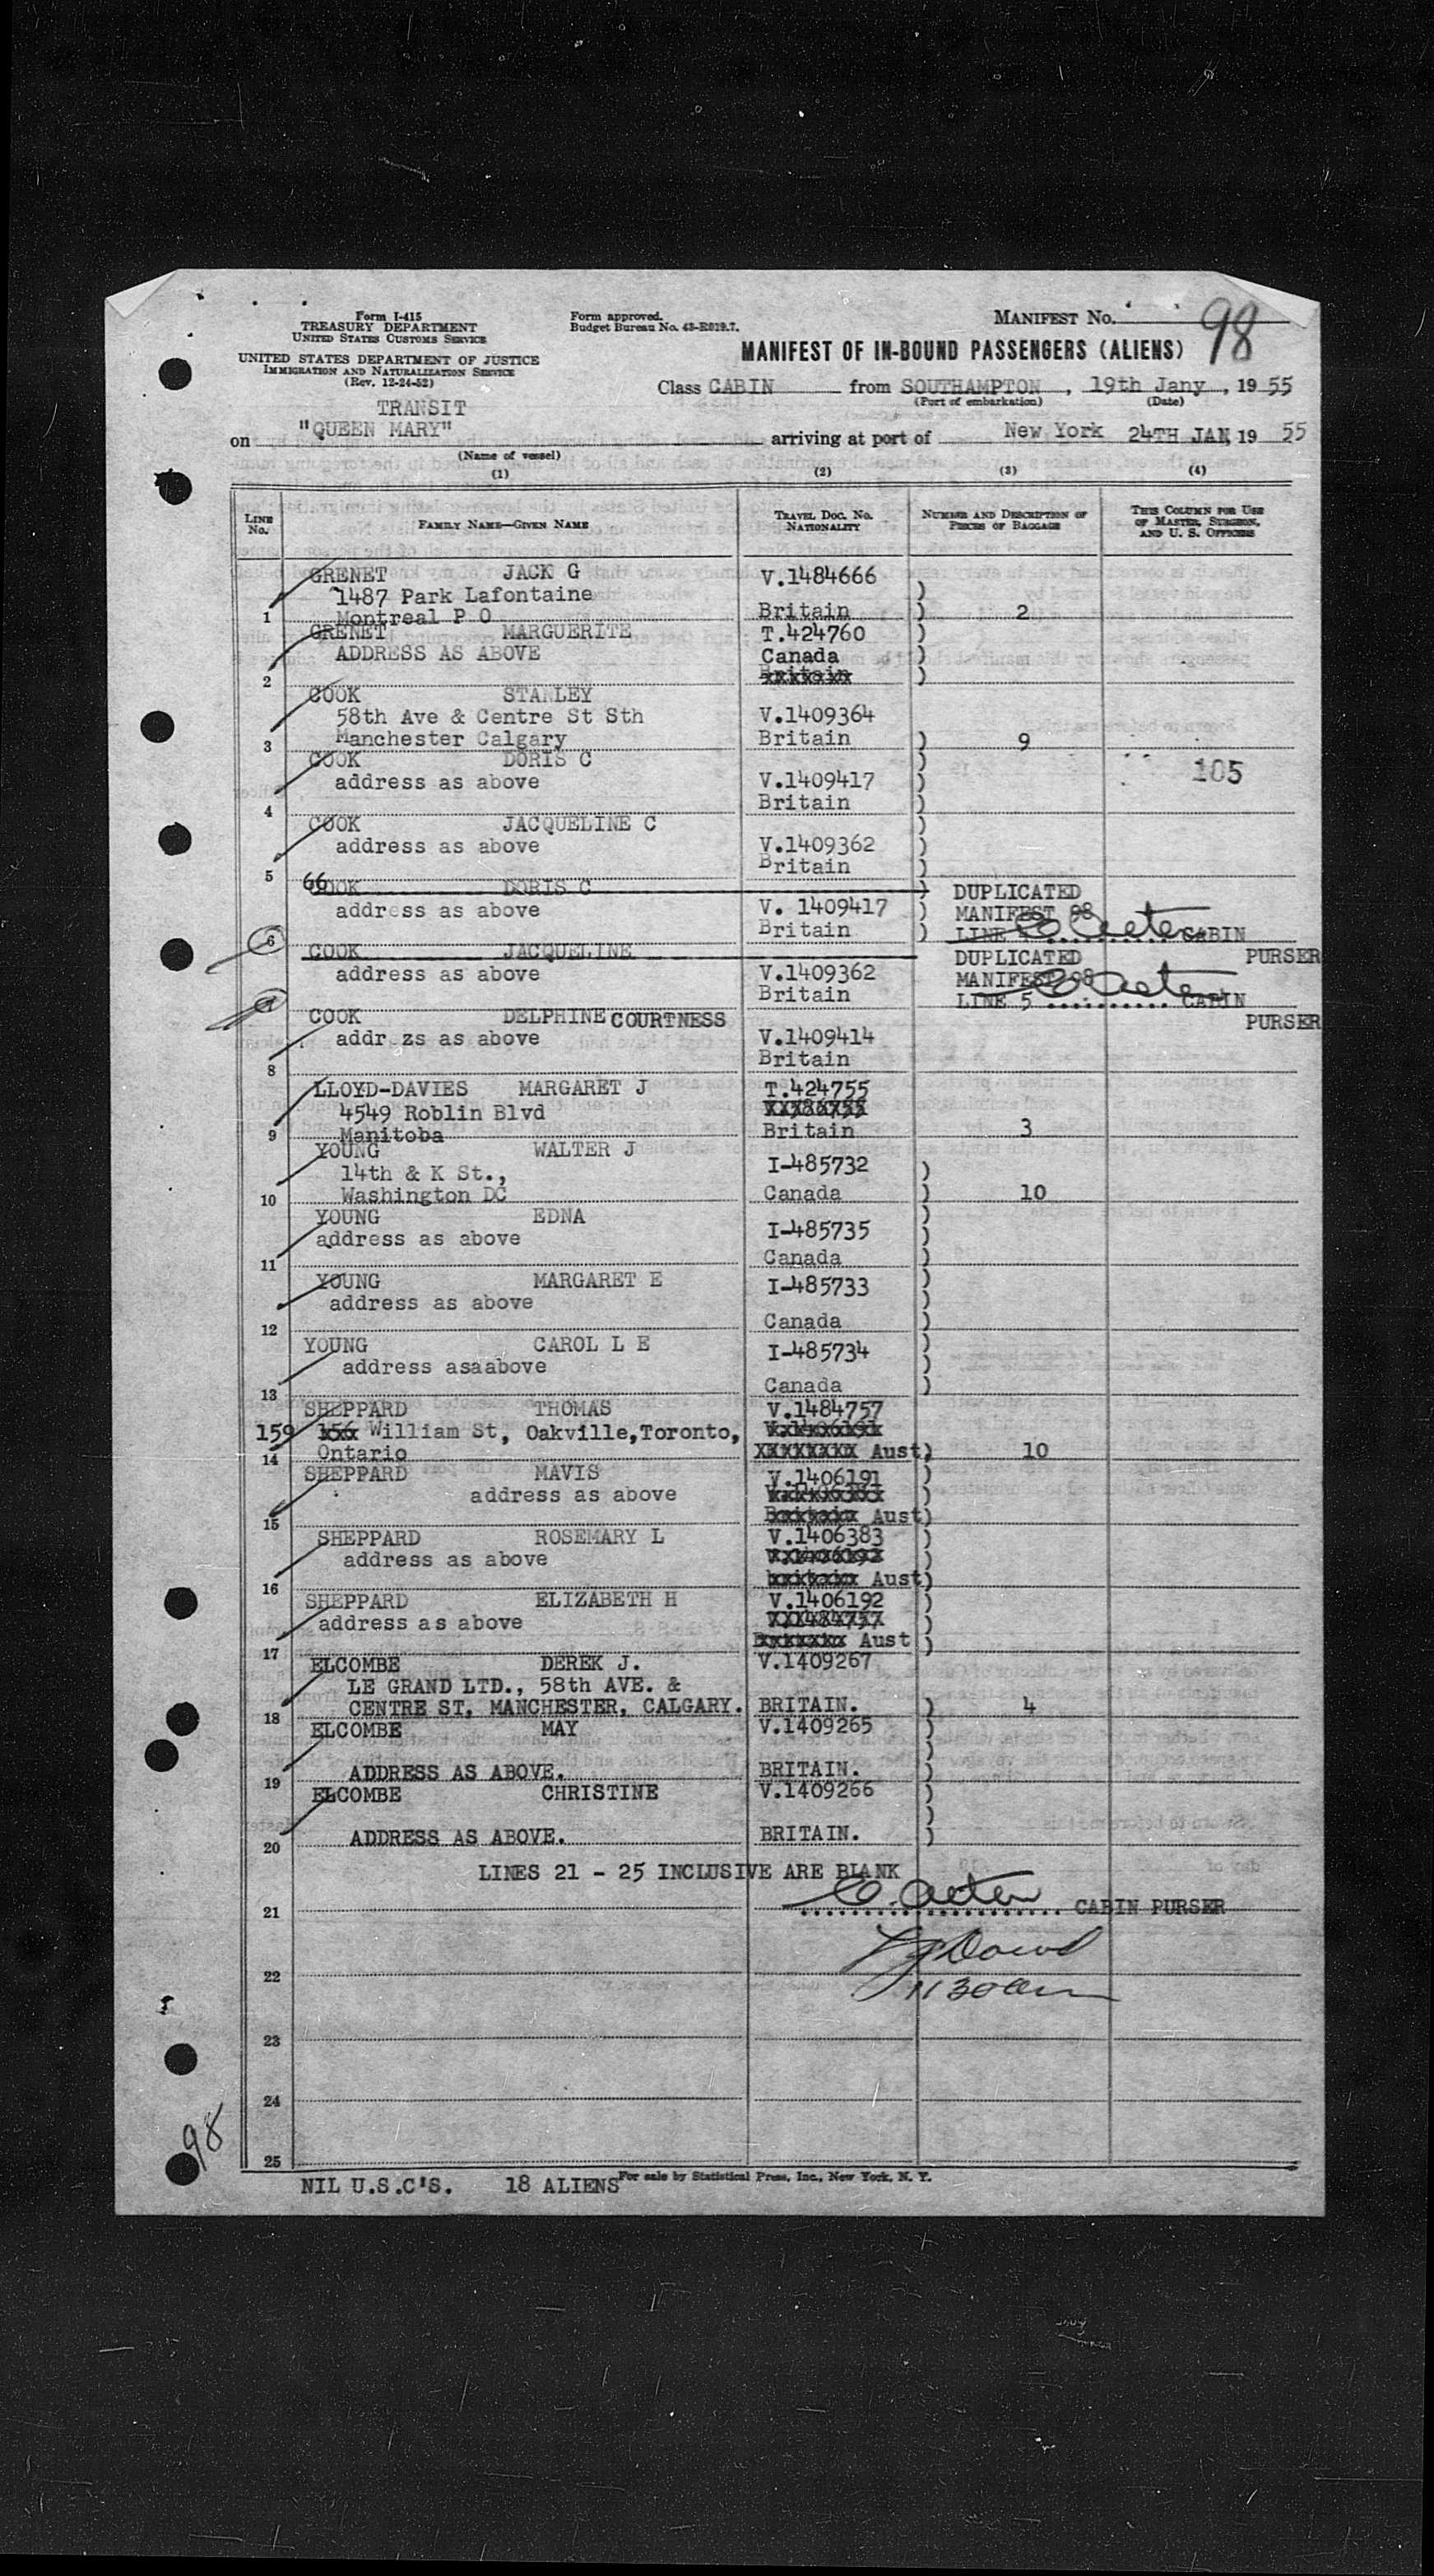 Form I-415
TREASURY DEPARTMENT
UNITED STATES CUSTOMS SERVICE
UNITED STATES DEPARTMENT OF JUSTICE
IMMIGRATION AND NATURALIZATION SERVICE
(Rev. 12-24-52)
Form approved.
Budget Bureau No. 43-R019.7.
MANIFEST No. 98
MANIFEST OF IN-BOUND PASSENGERS (ALIENS)
Class CABIN from SOUTHAMPTON, 19th Jany, 1955
(Port of embarkation) (Date)
TRANSIT
on "QUEEN MARY" arriving at port of New York 24TH JAN, 1955
(Name of vessel)
(1) (2) (3) (4)
LINE No. FAMILY NAME—GIVEN NAME TRAVEL DOC. NO. NATIONALITY NUMBER AND DESCRIPTION OF PIECES OF BAGGAGE THIS COLUMN FOR USE OF MASTER, SURGEON, AND U. S. OFFICERS
GRENET JACK G V.1484666
1487 Park Lafontaine )
1 Montreal P O Britain ) 2
GRENET MARGUERITE T.424760 )
ADDRESS AS ABOVE Canada )
2 Britain )
COOK STANLEY
58th Ave & Centre St Sth V.1409364
3 Manchester Calgary Britain ) 9
COOK DORIS C )
address as above V.1409417 ) 105
4 Britain )
COOK JACQUELINE C )
address as above V.1409362 )
5 Britain )
66
COOK DORIS C ) DUPLICATED
address as above V. 1409417 ) MANIFEST 98
6 Britain ) LINE 4 .......... CABIN
PURSER
COOK JACQUELINE DUPLICATED
address as above V.1409362 MANIFEST 98
Britain LINE 5 .......... CABIN
PURSER
COOK DELPHINE COURTNESS
addr zs as above V.1409414
8 Britain
LLOYD-DAVIES MARGARET J T.424755
4549 Roblin Blvd
9 Manitoba Britain 3
YOUNG WALTER J
14th & K St., I-485732 )
10 Washington DC Canada ) 10
YOUNG EDNA )
address as above I-485735 )
11 Canada )
YOUNG MARGARET E )
address as above I-485733 )
12 Canada )
YOUNG CAROL L E )
address asaabove I-485734 )
13 Canada )
SHEPPARD THOMAS V.1484757
159 William St, Oakville,Toronto,
14 Ontario XXXXXXXX Aust) 10
SHEPPARD MAVIS V.1406191 )
address as above )
15 Aust)
SHEPPARD ROSEMARY L V.1406383 )
address as above )
16 Aust)
SHEPPARD ELIZABETH H V.1406192 )
address as above )
17 Aust )
ELCOMBE DEREK J. V.1409267
LE GRAND LTD., 58th AVE. &
18 CENTRE ST, MANCHESTER, CALGARY. BRITAIN. ) 4
ELCOMBE MAY V.1409265 )
19 ADDRESS AS ABOVE. BRITAIN. )
ELCOMBE CHRISTINE V.1409266 )
)
20 ADDRESS AS ABOVE. BRITAIN. )
LINES 21 - 25 INCLUSIVE ARE BLANK
21 .................... CABIN PURSER
22 11 30 am
23
24
25
98
NIL U.S.C'S. 18 ALIENS
For sale by Statistical Press, Inc., New York, N. Y.